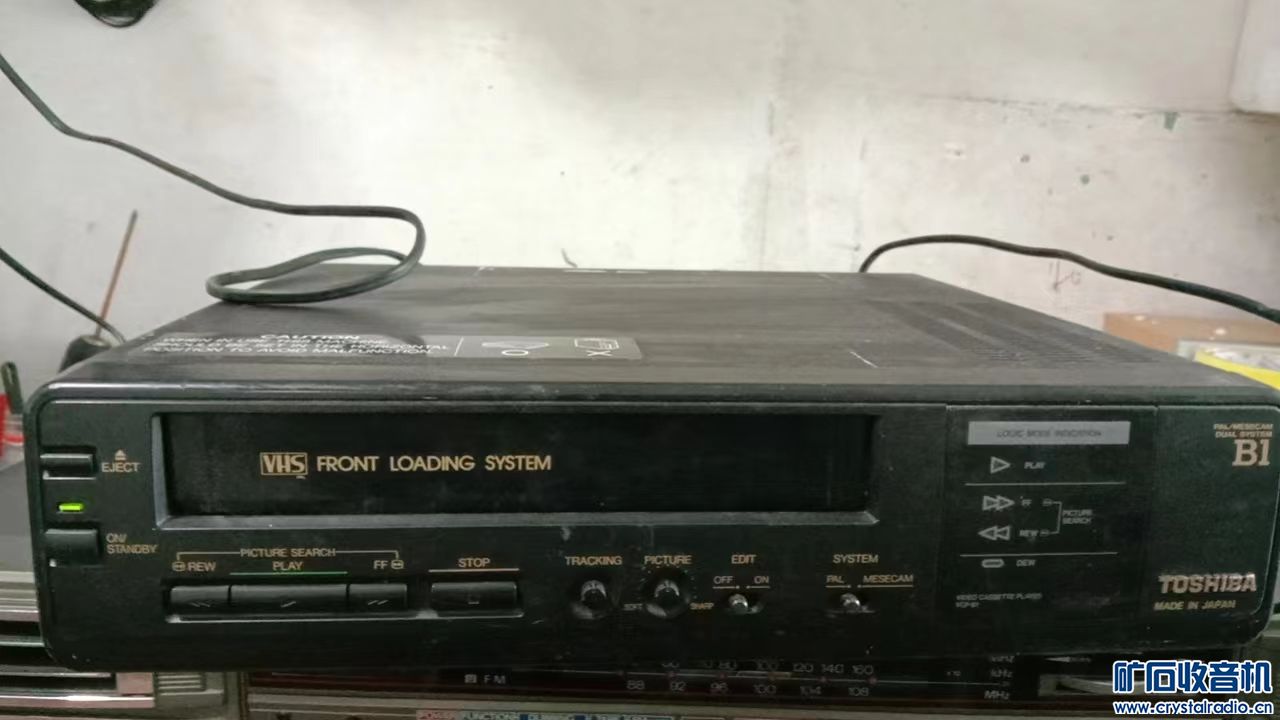 CAUTION
POSITION TO AVOID MALFUNCTION
O X
EJECT
VHS FRONT LOADING SYSTEM
ON/
STANDBY
PICTURE SEARCH
REW PLAY FF
STOP
TRACKING
PICTURE
SOFT SHARP
EDIT
OFF ON
SYSTEM
PAL MESECAM
LOGIC MODE INDICATION
PLAY
FF
REW
PICTURE
SEARCH
DEW
VIDEO CASSETTE PLAYER
PAL/MESECAM
DUAL SYSTEM
B1
TOSHIBA
MADE IN JAPAN
FM
80 100 120 140 160
kHz
88 92 96 100 104 108
MHz
矿石收音机
www.crystalradio.cn